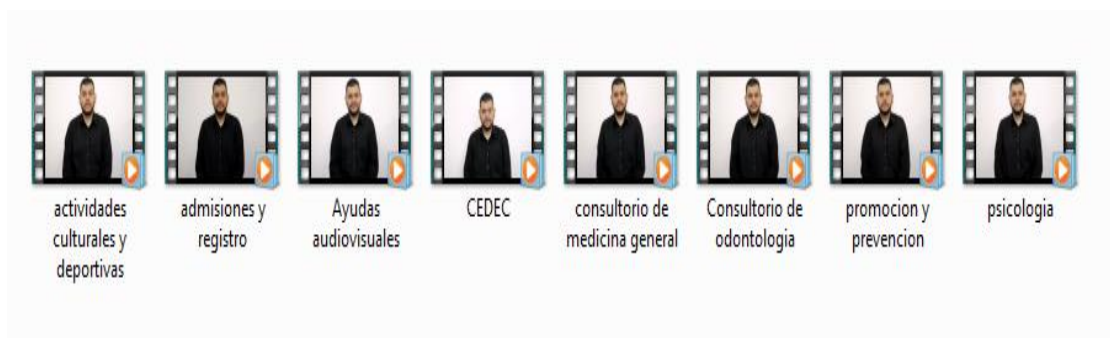 actividades
culturales y
deportivas
admisiones y
registro
Ayudas
audiovisuales
CEDEC
consultorio de
medicina general
Consultorio de
odontologia
promocion y
prevencion
psicologia